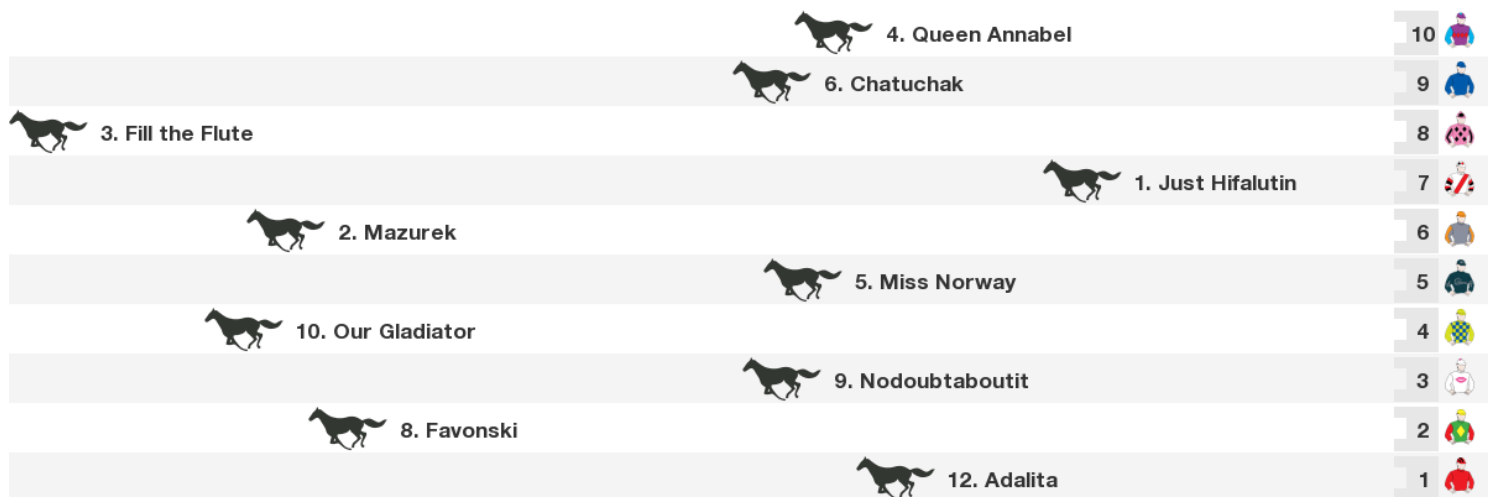 4. Queen Annabel 10
6. Chatuchak 9
3. Fill the Flute 8
1. Just Hifalutin 7
2. Mazurek 6
5. Miss Norway 5
10. Our Gladiator 4
9. Nodoubtaboutit 3
8. Favonski 2
12. Adalita 1